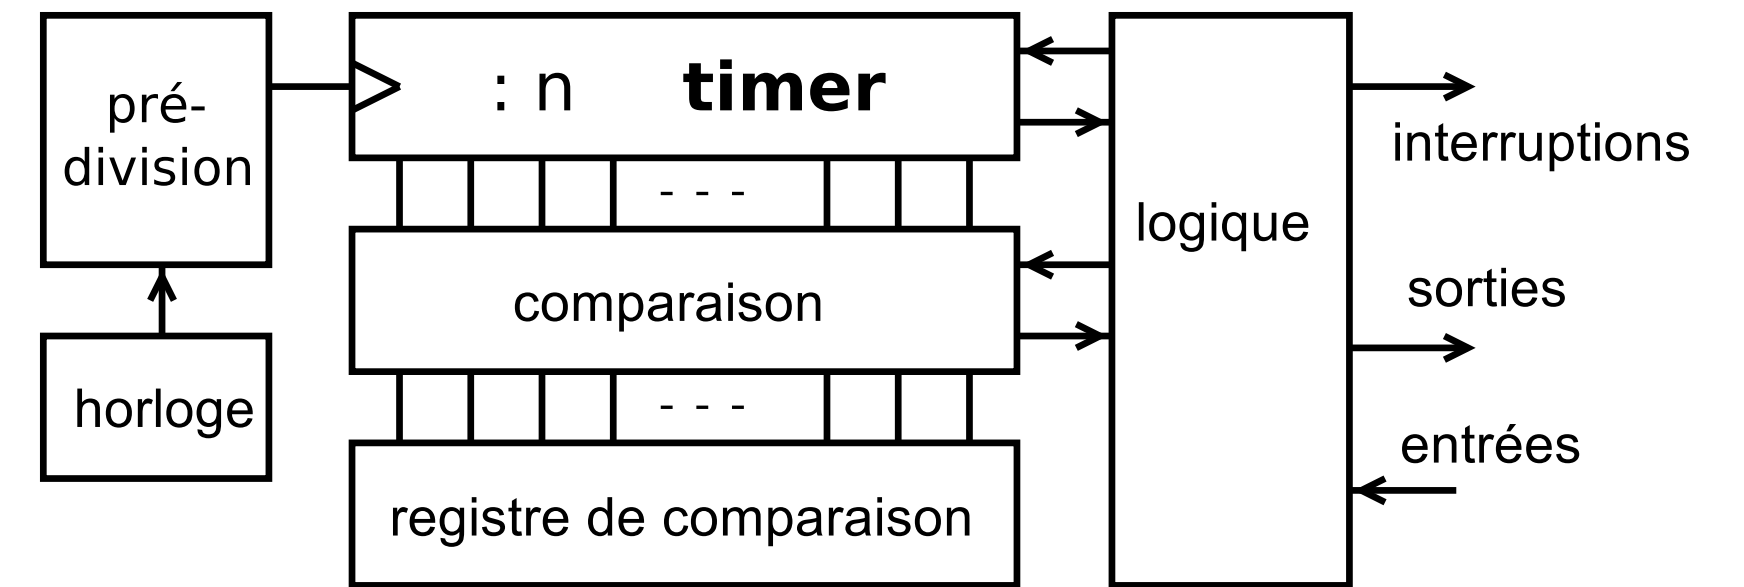 pré-
division
: n timer
- - -
comparaison
- - -
registre de comparaison
horloge
logique
interruptions
sorties
entrées